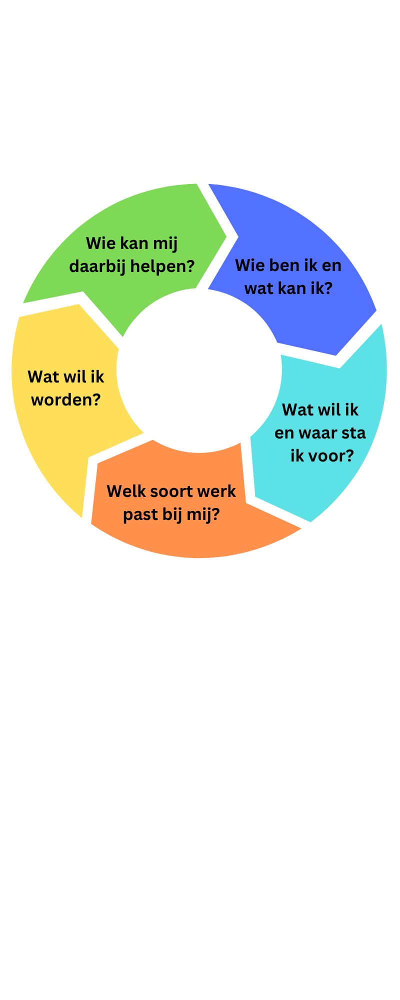 Wie kan mij
daarbij helpen?
Wie ben ik en
wat kan ik?
Wat wil ik
en waar sta
ik voor?
Welk soort werk
past bij mij?
Wat wil ik
worden?